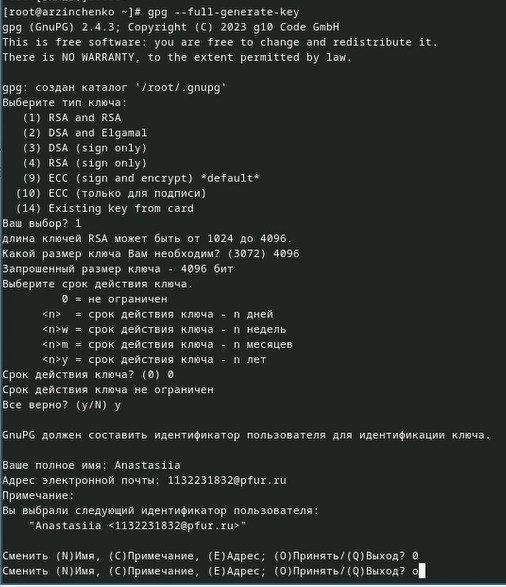 [root@arzinchenko ~]# gpg --full-generate-key
gpg (GnuPG) 2.4.3; Copyright (C) 2023 g10 Code GmbH
This is free software: you are free to change and redistribute it.
There is NO WARRANTY, to the extent permitted by law.
gpg: создан каталог '/root/.gnupg'
Выберите тип ключа:
(1) RSA and RSA
(2) DSA and Elgamal
(3) DSA (sign only)
(4) RSA (sign only)
(9) ECC (sign and encrypt) *default*
(10) ECC (только для подписи)
(14) Existing key from card
Ваш выбор? 1
длина ключей RSA может быть от 1024 до 4096.
Какой размер ключа Вам необходим? (3072) 4096
Запрошенный размер ключа - 4096 бит
Выберите срок действия ключа.
0 = не ограничен
<n> = срок действия ключа - n дней
<n>w = срок действия ключа - n недель
<n>m = срок действия ключа - n месяцев
<n>y = срок действия ключа - n лет
Срок действия ключа? (0) 0
Срок действия ключа не ограничен
Все верно? (y/N) y
GnuPG должен составить идентификатор пользователя для идентификации ключа.
Ваше полное имя: Anastasiia
Адрес электронной почты: 1132231832@pfur.ru
Примечание:
Вы выбрали следующий идентификатор пользователя:
"Anastasiia <1132231832@pfur.ru>"
Сменить (N)Имя, (C)Примечание, (E)Адрес; (O)Принять/(Q)Выход? 0
Сменить (N)Имя, (C)Примечание, (E)Адрес; (O)Принять/(Q)Выход? o